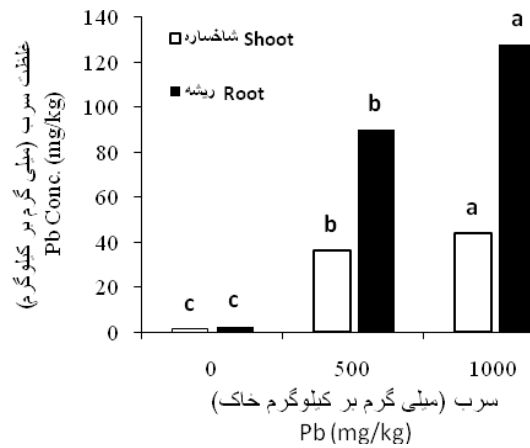 غلظت سرب (میلی گرم بر کیلوگرم)
Pb Conc. (mg/kg)
140
120
100
80
60
40
20
0
شاخساره Shoot
ریشه Root
c
c
b
b
a
a
0
500
1000
سرب (میلی گرم بر کیلوگرم خاک)
Pb (mg/kg)